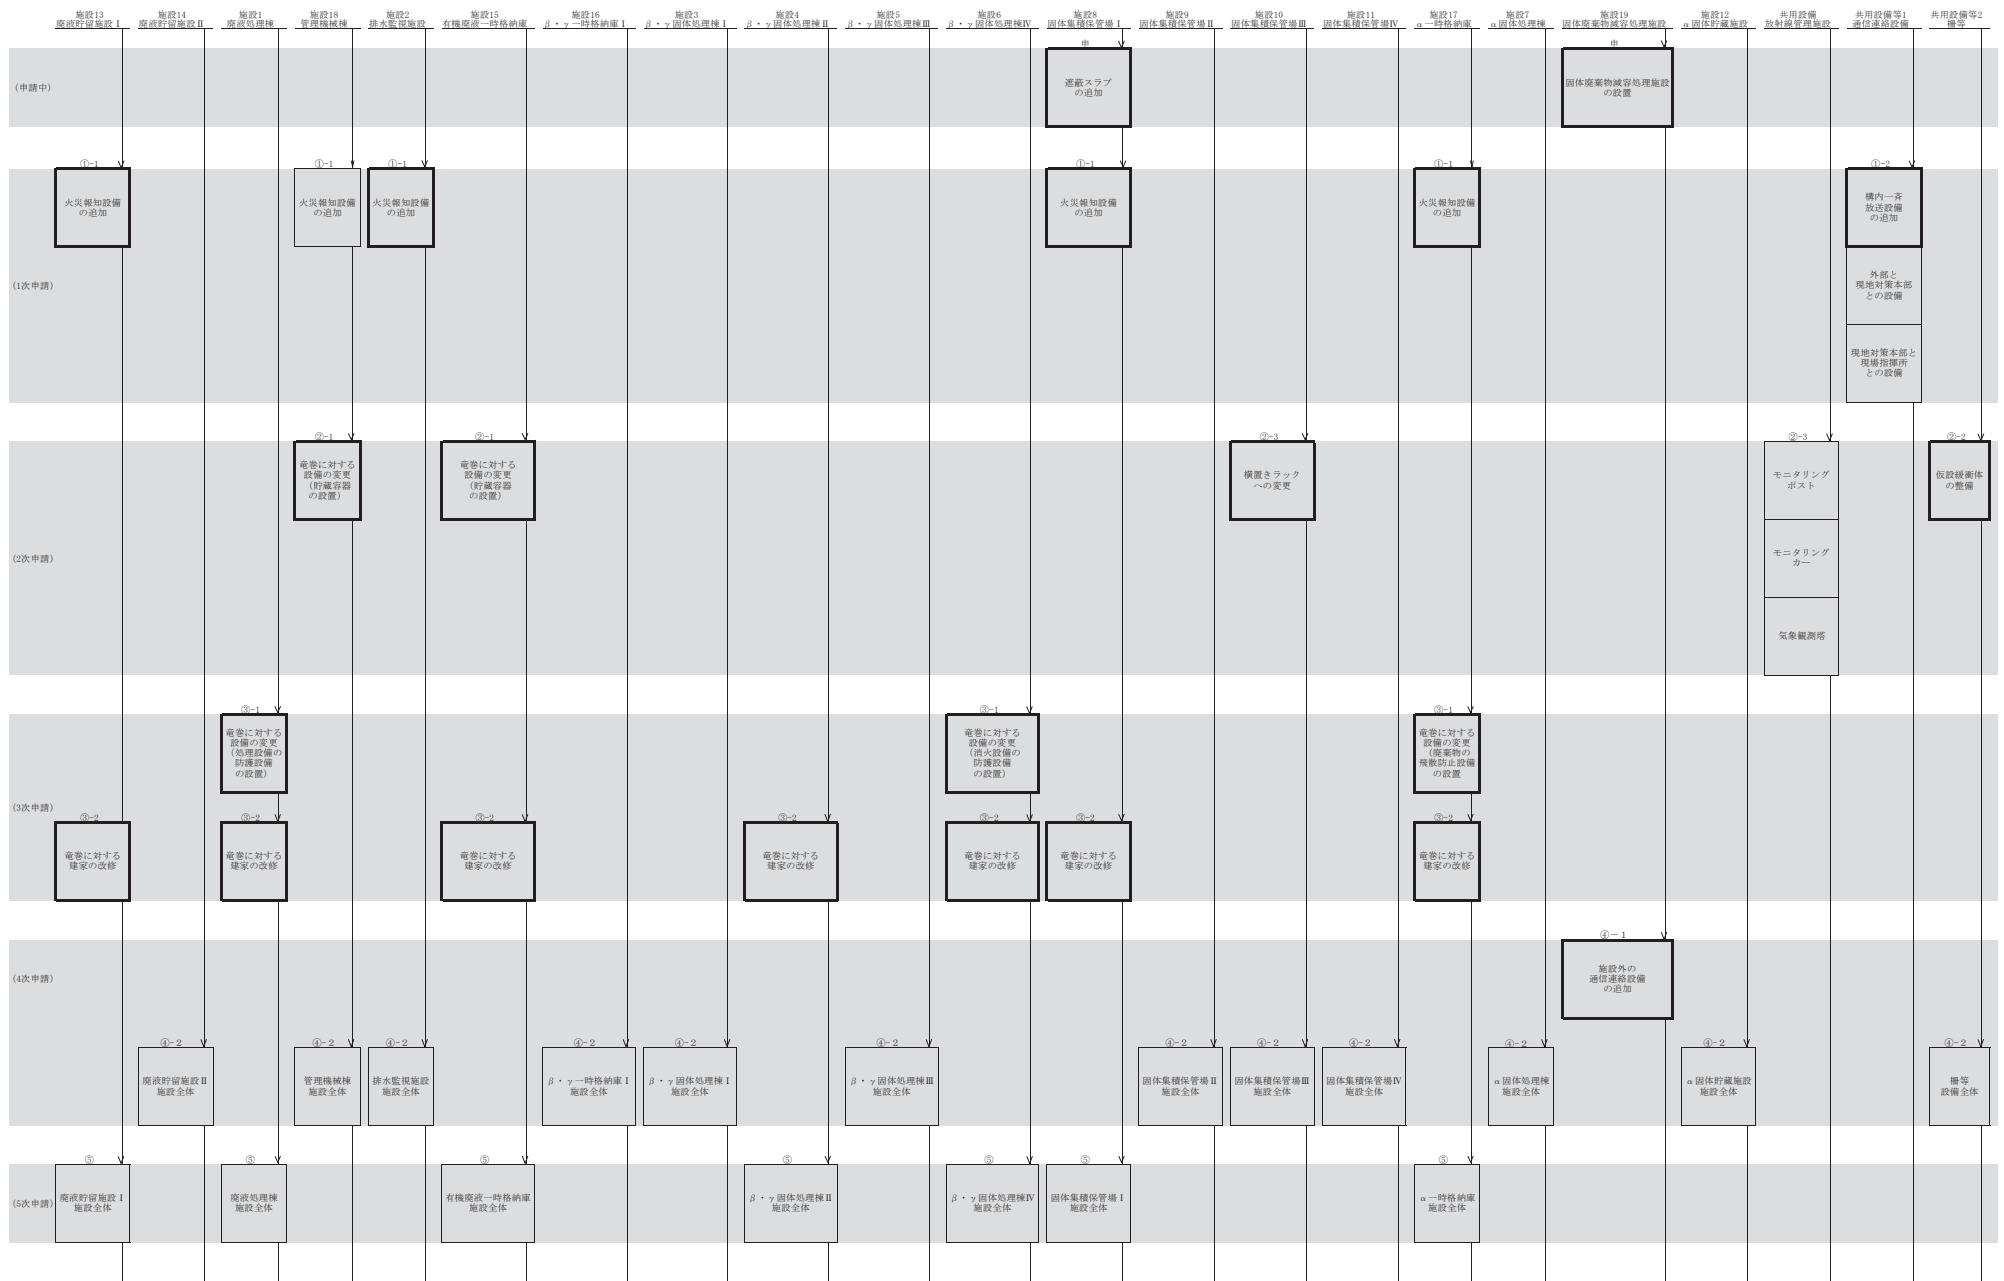 施設13
廃液貯留施設Ⅰ
施設14
廃液貯留施設Ⅱ
施設1
廃液処理棟
施設18
管理機械棟
施設2
排水監視施設
施設15
有機廃液一時格納庫
施設16
β・γ一時格納庫Ⅰ
施設3
β・γ固体処理棟Ⅰ
施設4
β・γ固体処理棟Ⅱ
施設5
β・γ固体処理棟Ⅲ
施設6
β・γ固体処理棟Ⅳ
施設8
固体集積保管場Ⅰ
施設9
固体集積保管場Ⅱ
施設10
固体集積保管場Ⅲ
施設11
固体集積保管場Ⅳ
施設17
α一時格納庫
施設7
α固体処理棟
施設19
固体廃棄物減容処理施設
施設12
α固体貯蔵施設
共用設備
放射線管理施設
共用設備等1
通信連絡設備
共用設備等2
柵等
(申請中)
申
遮蔽スラブ
の追加
申
固体廃棄物減容処理施設
の設置
(1次申請)
①-1
火災報知設備
の追加
①-1
火災報知設備
の追加
①-1
火災報知設備
の追加
①-1
火災報知設備
の追加
①-1
火災報知設備
の追加
①-2
構内一斉
放送設備
の追加
外部と
現地対策本部
との設備
現地対策本部と
現場指揮所
との設備
(2次申請)
②-1
竜巻に対する
設備の変更
(貯蔵容器
の設置)
②-1
竜巻に対する
設備の変更
(貯蔵容器
の設置)
②-3
横置きラック
への変更
②-3
モニタリング
ポスト
モニタリング
カー
気象観測塔
②-2
仮設緩衝体
の整備
(3次申請)
③-1
竜巻に対する
設備の変更
(処理設備の
防護設備
の設置)
③-1
竜巻に対する
設備の変更
(消火設備の
防護設備
の設置)
③-1
竜巻に対する
設備の変更
(廃棄物の
飛散防止設備
の設置
③-2
竜巻に対する
建家の改修
③-2
竜巻に対する
建家の改修
③-2
竜巻に対する
建家の改修
③-2
竜巻に対する
建家の改修
③-2
竜巻に対する
建家の改修
③-2
竜巻に対する
建家の改修
③-2
竜巻に対する
建家の改修
(4次申請)
④－1
施設外の
通信連絡設備
の追加
④-2
廃液貯留施設Ⅱ
施設全体
④-2
管理機械棟
施設全体
④-2
排水監視施設
施設全体
④-2
β・γ一時格納庫Ⅰ
施設全体
④-2
β・γ固体処理棟Ⅰ
施設全体
④-2
β・γ固体処理棟Ⅲ
施設全体
④-2
固体集積保管場Ⅱ
施設全体
④-2
固体集積保管場Ⅲ
施設全体
④-2
固体集積保管場Ⅳ
施設全体
④-2
α固体処理棟
施設全体
④-2
α固体貯蔵施設
施設全体
④-2
柵等
設備全体
(5次申請)
⑤
廃液貯留施設Ⅰ
施設全体
⑤
廃液処理棟
施設全体
⑤
有機廃液一時格納庫
施設全体
⑤
β・γ固体処理棟Ⅱ
施設全体
⑤
β・γ固体処理棟Ⅳ
施設全体
⑤
固体集積保管場Ⅰ
施設全体
⑤
α一時格納庫
施設全体